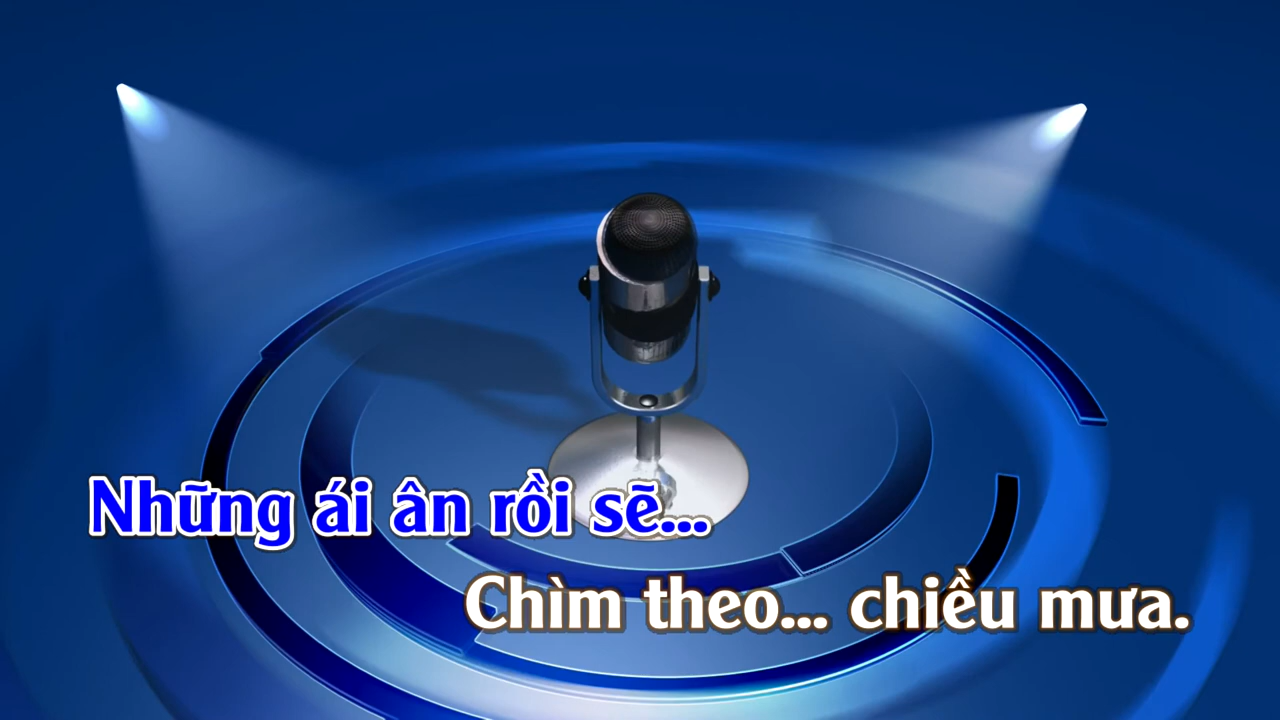 Những ái ân rồi sẽ...
Chìm theo... chiều mưa.